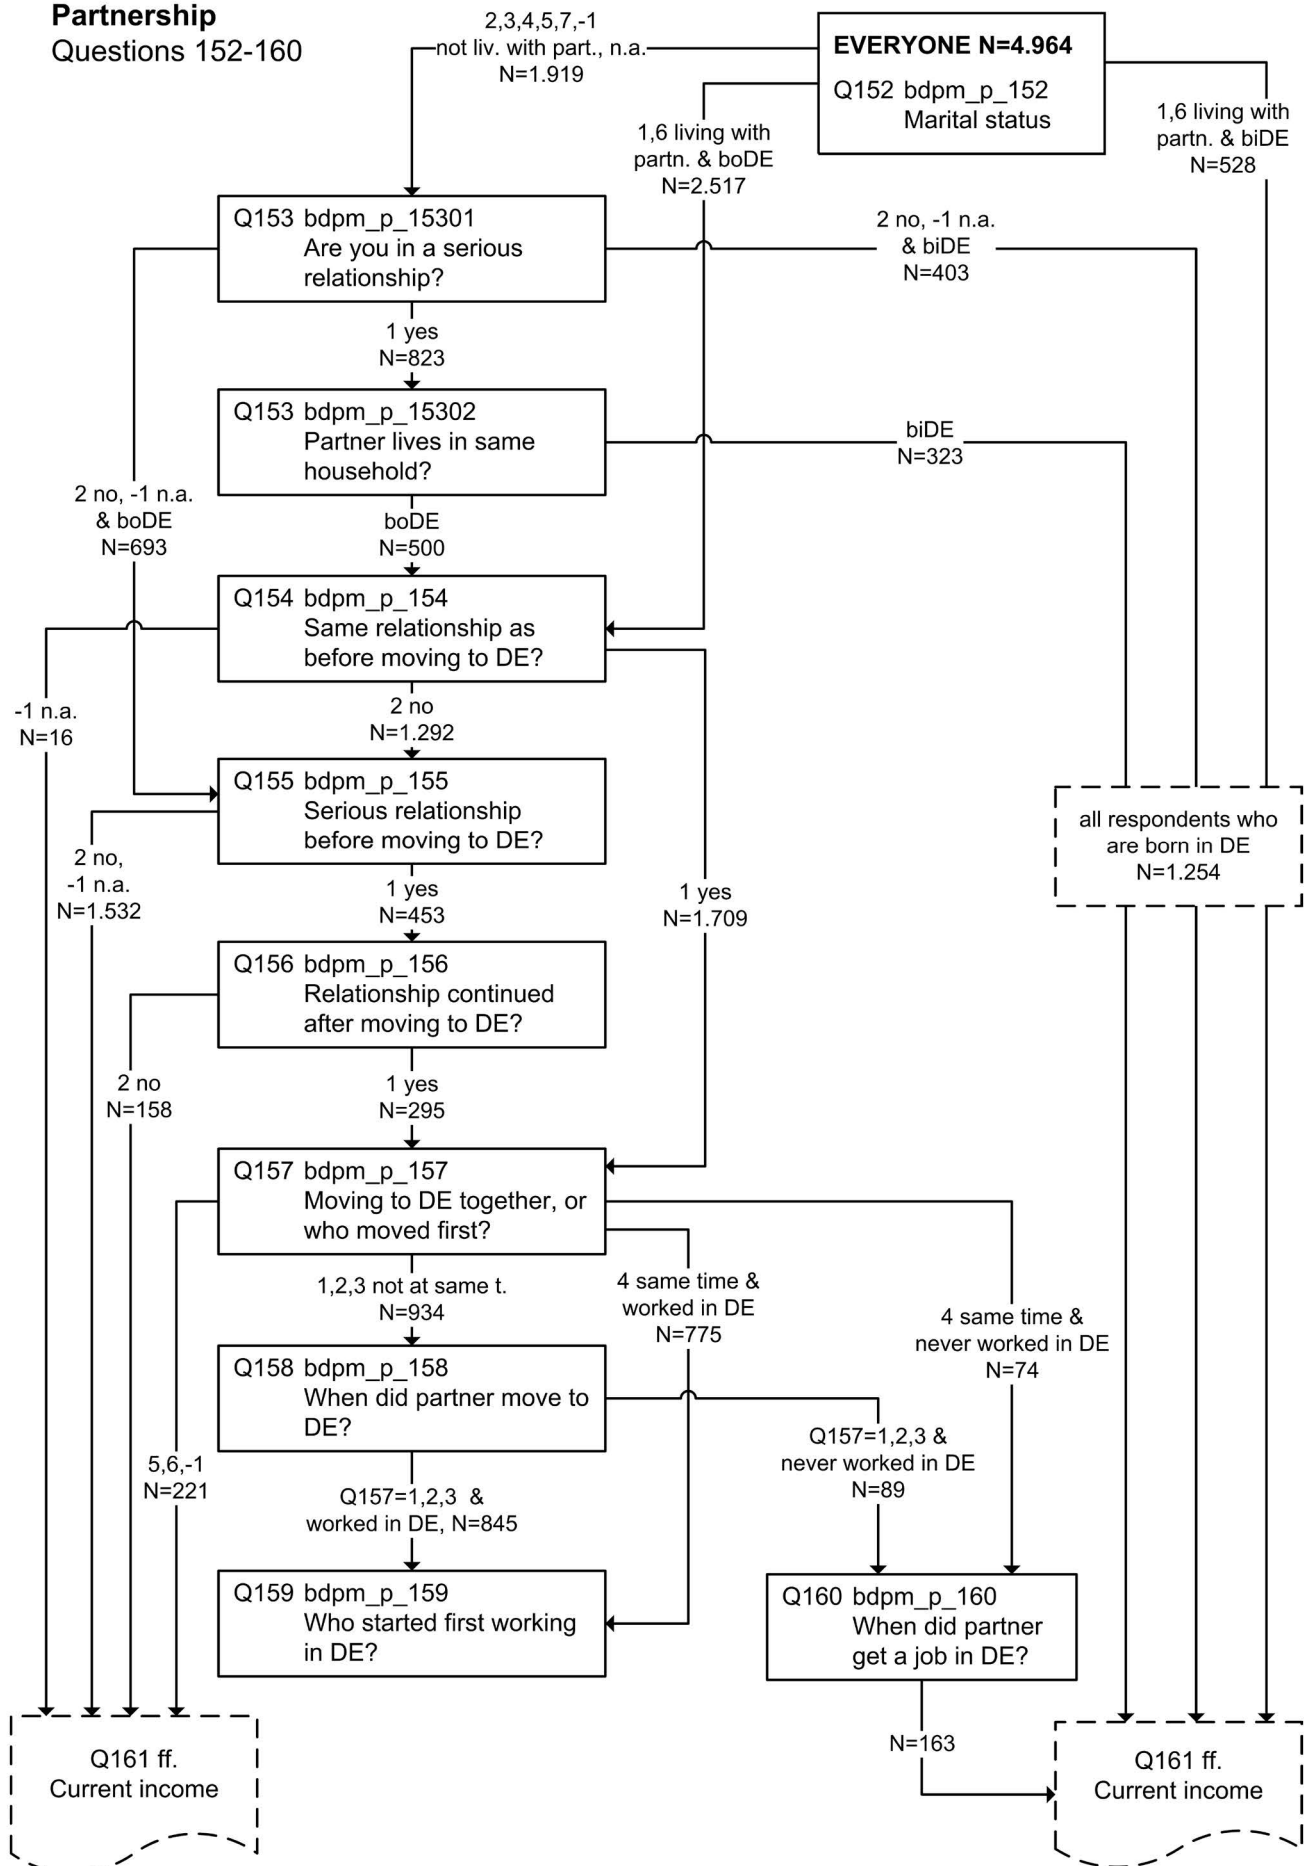 Partnership
Questions 152-160
2,3,4,5,7,-1
not liv. with part., n.a.
N=1.919
EVERYONE N=4.964
Q152 bdpm_p_152
Marital status
1,6 living with
partn. & boDE
N=2.517
1,6 living with
partn. & biDE
N=528
Q153 bdpm_p_15301
Are you in a serious
relationship?
2 no, -1 n.a.
& biDE
N=403
1 yes
N=823
Q153 bdpm_p_15302
Partner lives in same
household?
biDE
N=323
2 no, -1 n.a.
& boDE
N=693
boDE
N=500
Q154 bdpm_p_154
Same relationship as
before moving to DE?
-1 n.a.
N=16
2 no
N=1.292
Q155 bdpm_p_155
Serious relationship
before moving to DE?
all respondents who
are born in DE
N=1.254
2 no,
-1 n.a.
N=1.532
1 yes
N=453
1 yes
N=1.709
Q156 bdpm_p_156
Relationship continued
after moving to DE?
2 no
N=158
1 yes
N=295
Q157 bdpm_p_157
Moving to DE together, or
who moved first?
1,2,3 not at same t.
N=934
4 same time &
worked in DE
N=775
4 same time &
never worked in DE
N=74
Q158 bdpm_p_158
When did partner move to
DE?
5,6,-1
N=221
Q157=1,2,3 &
never worked in DE
N=89
Q157=1,2,3 &
worked in DE, N=845
Q159 bdpm_p_159
Who started first working
in DE?
Q160 bdpm_p_160
When did partner
get a job in DE?
N=163
Q161 ff.
Current income
Q161 ff.
Current income